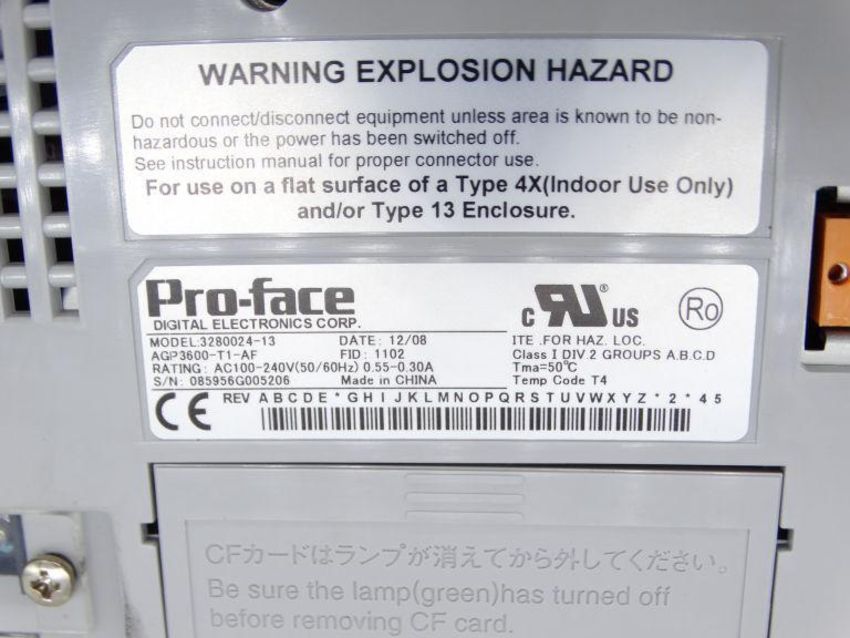 WARNING EXPLOSION HAZARD
Do not connect/disconnect equipment unless area is known to be non-
hazardous or the power has been switched off.
See instruction manual for proper connector use.
For use on a flat surface of a Type 4X(Indoor Use Only)
and/or Type 13 Enclosure.
Pro-face
DIGITAL ELECTRONICS CORP.
MODEL:3280024-13 DATE: 12/08
AGP3600-T1-AF FID: 1102
RATING: AC100-240V(50/60Hz) 0.55-0.30A
S/N: 085956G005206 Made in CHINA
c RU ® US Ro
ITE .FOR HAZ. LOC.
Class I DIV.2 GROUPS A.B.C.D
Tma=50℃
Temp Code T4
CE REV A B C D E * G H I J K L M N O P Q R S T U V W X Y Z * 2 * 4 5
CFカードはランプが消えてから外してください。
Be sure the lamp(green)has turned off
before removing CF card.